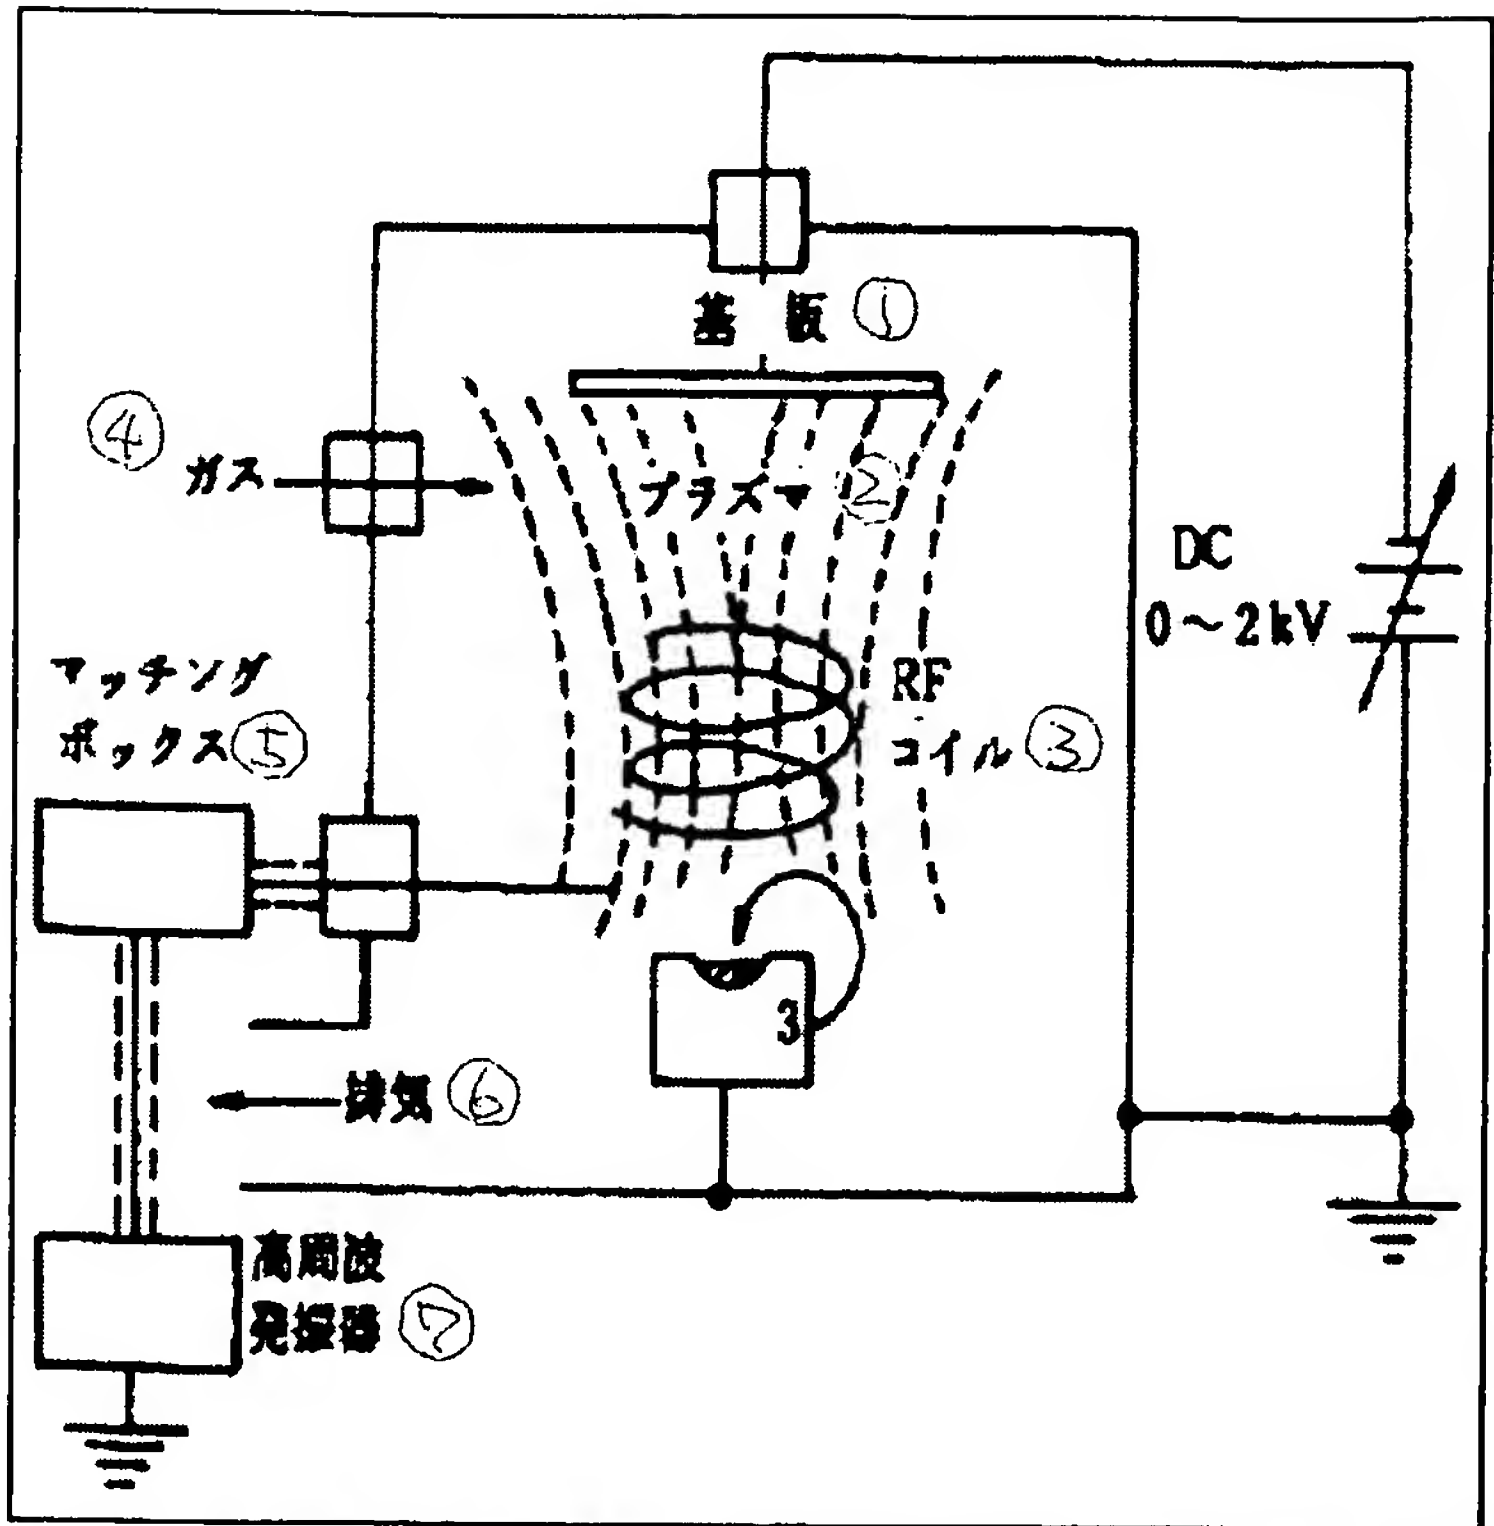 基 板 ①
④
ガス
プラズマ ②
DC
0～2kV
マッチング
ボックス ⑤
RF
コイル ③
3
排気 ⑥
高周波
発振器 ⑦